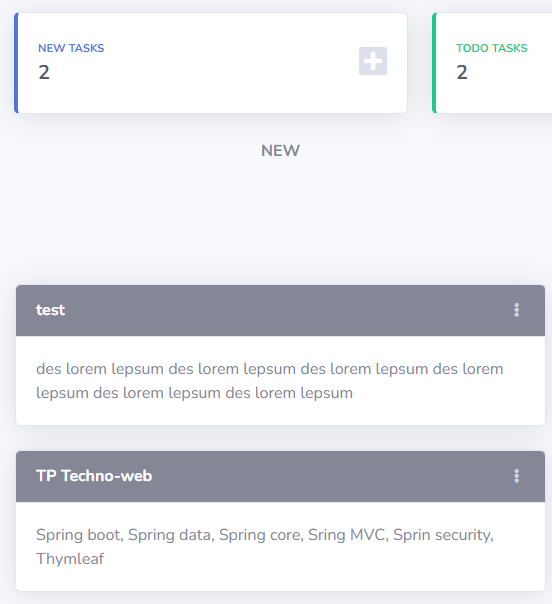 NEW TASKS
2
TODO TASKS
2
NEW
test
des lorem lepsum des lorem lepsum des lorem lepsum des lorem
lepsum des lorem lepsum des lorem lepsum
TP Techno-web
Spring boot, Spring data, Spring core, Sring MVC, Sprin security,
Thymleaf